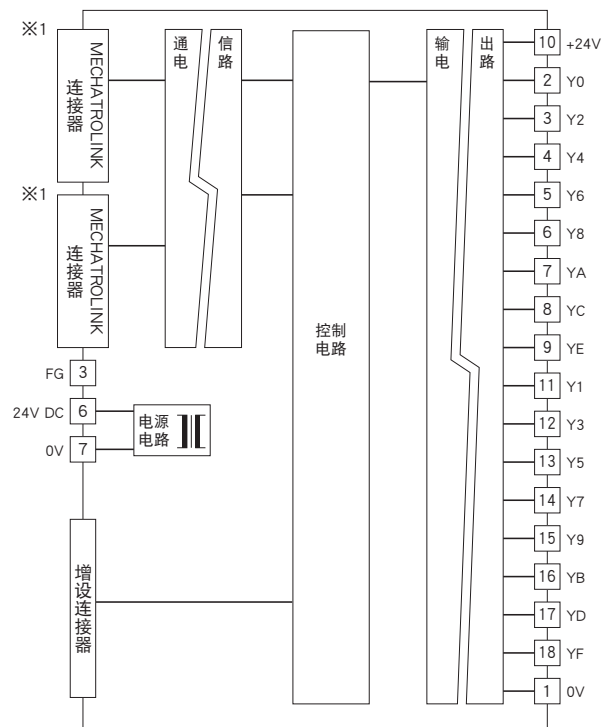 ※1
MECHATROLINK
连接器
※1
MECHATROLINK
连接器
FG 3
24V DC 6
0V 7
电源
电路
增设连接器
通信
电路
控制
电路
输出
电路
10 +24V
2 Y0
3 Y2
4 Y4
5 Y6
6 Y8
7 YA
8 YC
9 YE
11 Y1
12 Y3
13 Y5
14 Y7
15 Y9
16 YB
17 YD
18 YF
1 0V